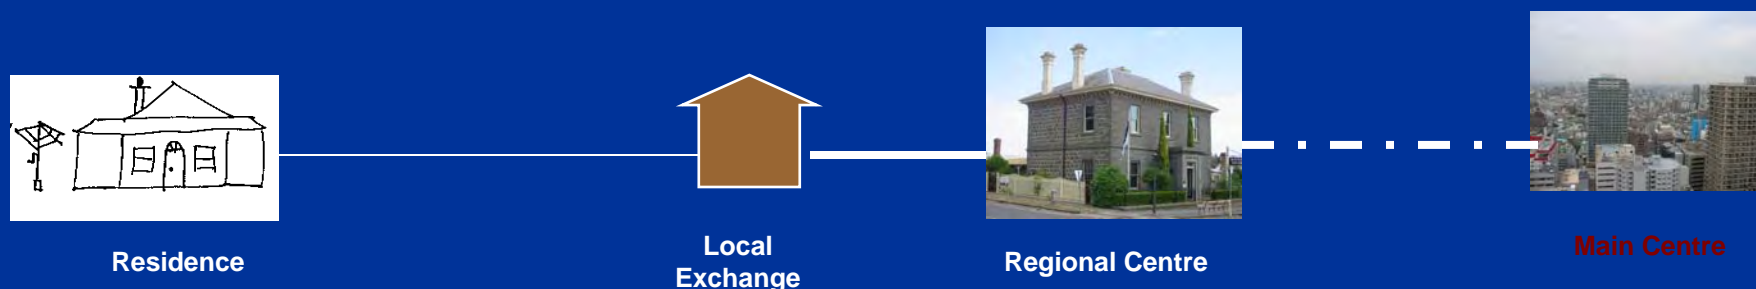 Residence
Local
Exchange
Regional Centre
Main Centre